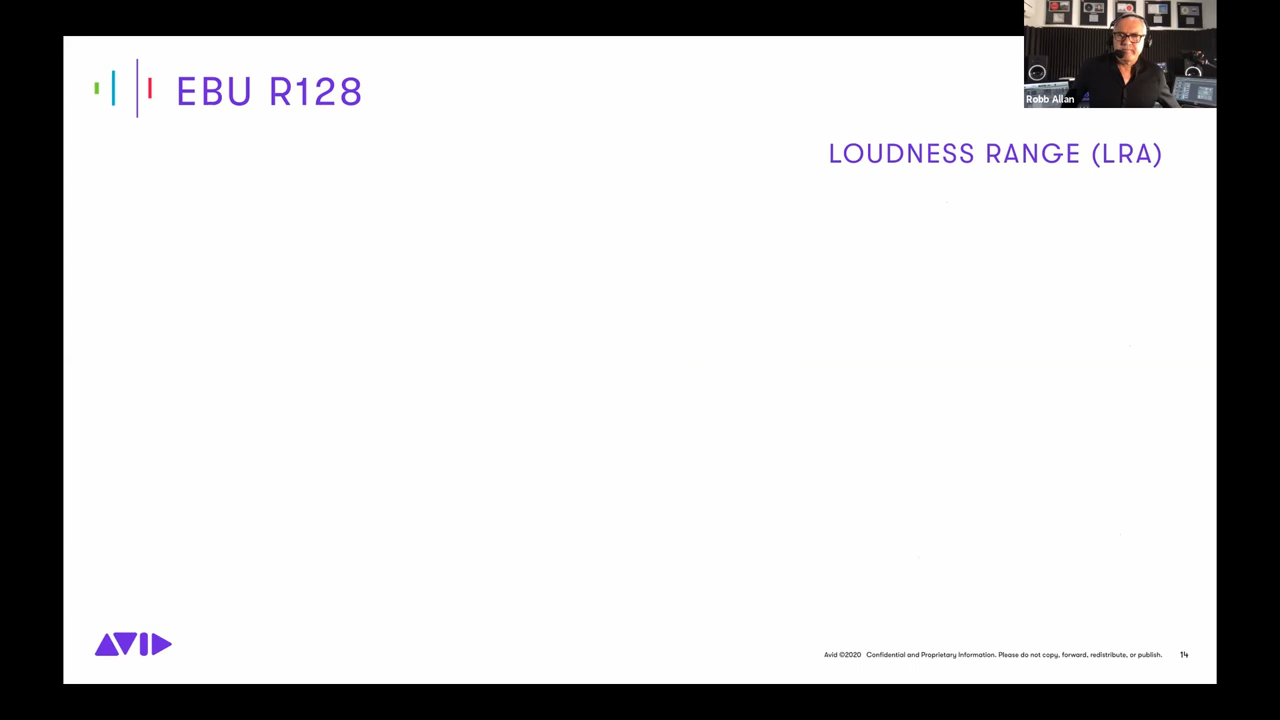 EBU R128
Robb Allan
LOUDNESS RANGE (LRA)
AVID
Avid ©2020 Confidential and Proprietary Information. Please do not copy, forward, redistribute, or publish. 14